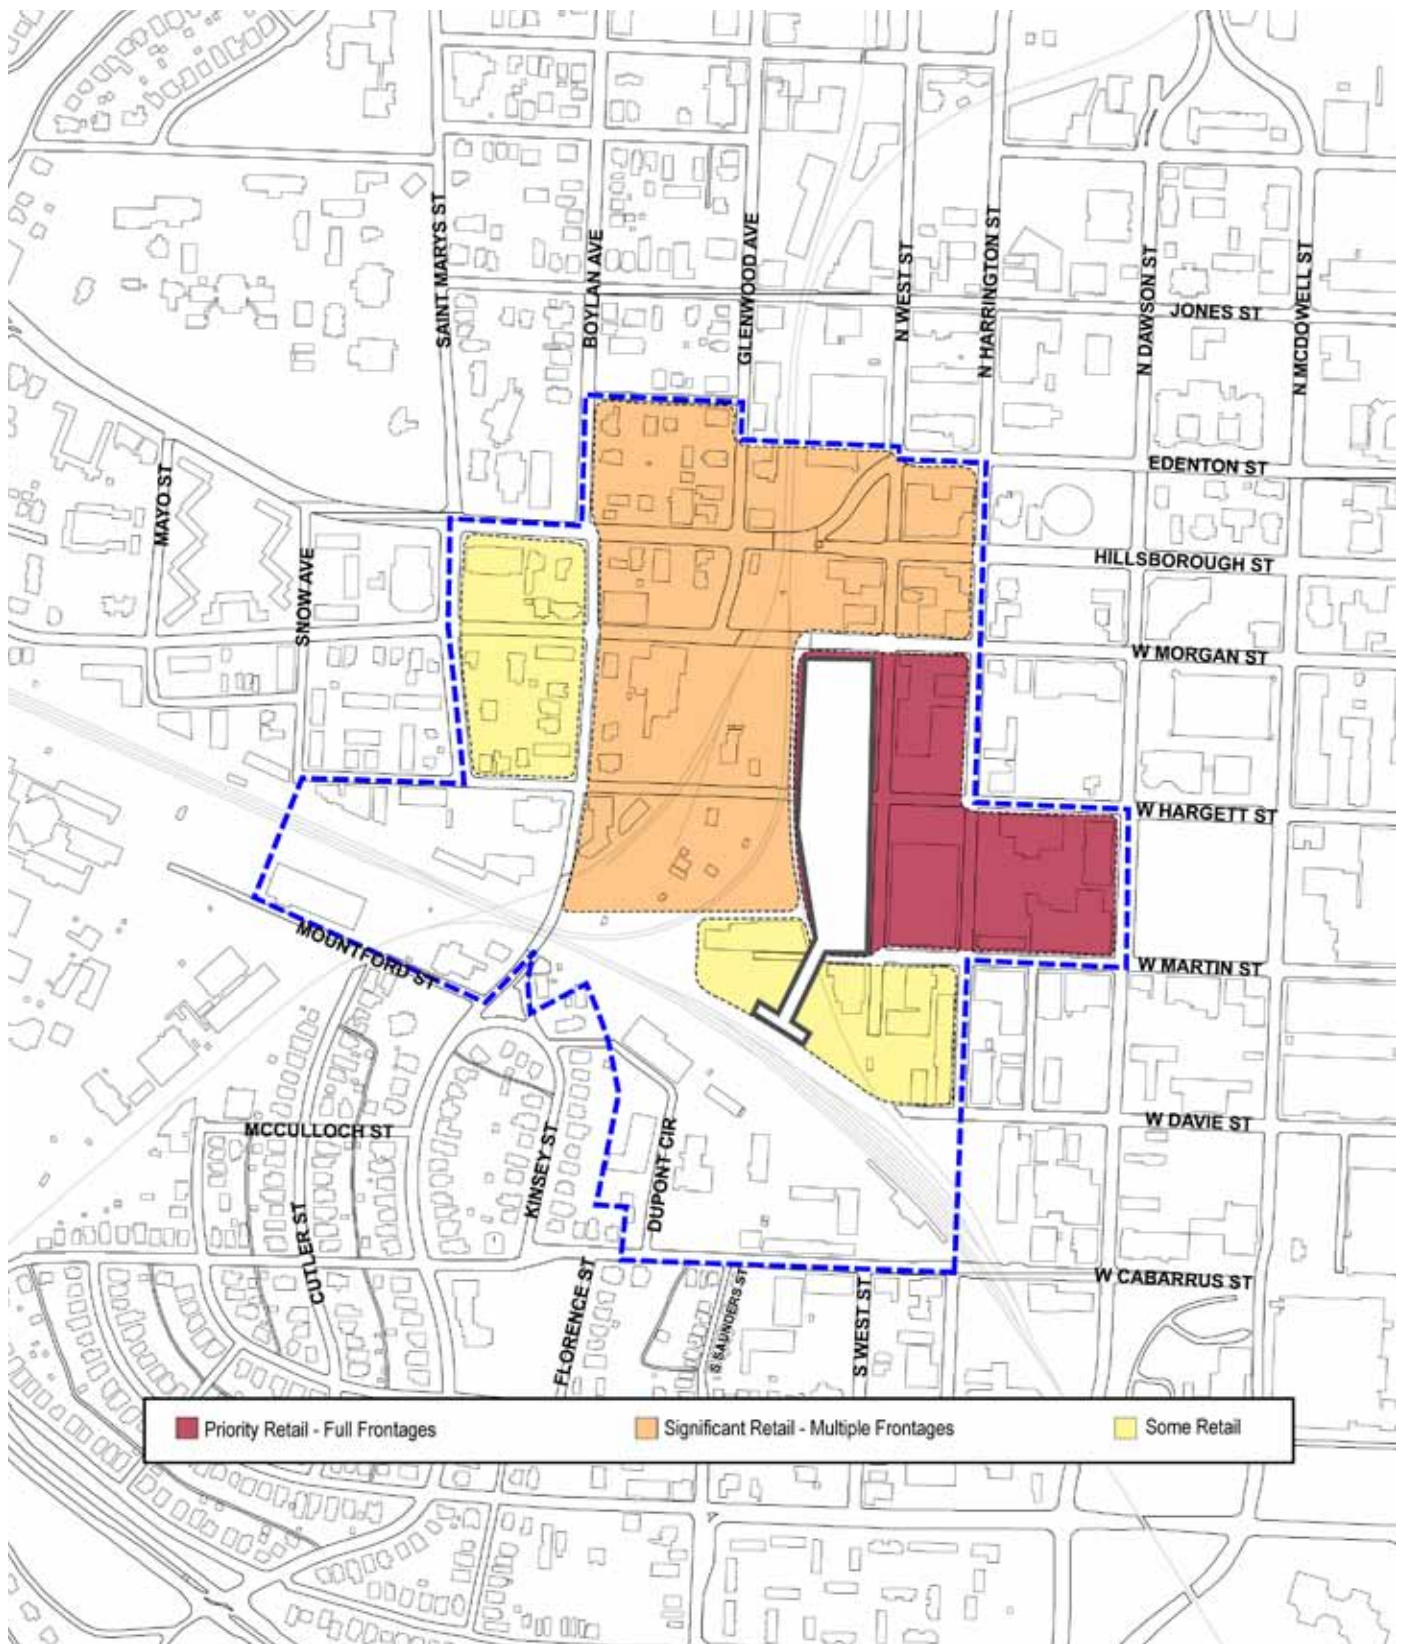 SAINT MARYS ST
BOYLAN AVE
GLENWOOD AVE
N WEST ST
N HARRINGTON ST
N DAWSON ST
N MCDOWELL ST
JONES ST
EDENTON ST
MAYO ST
SNOW AVE
HILLSBOROUGH ST
W MORGAN ST
W HARGETT ST
MOUNTFORD ST
W MARTIN ST
MCCULLOCH ST
W DAVIE ST
KINSEY ST
DUPONT CIR
CUTLER ST
FLORENCE ST
S SAUNDERS ST
S WEST ST
W CABARRUS ST
Priority Retail - Full Frontages
Significant Retail - Multiple Frontages
Some Retail